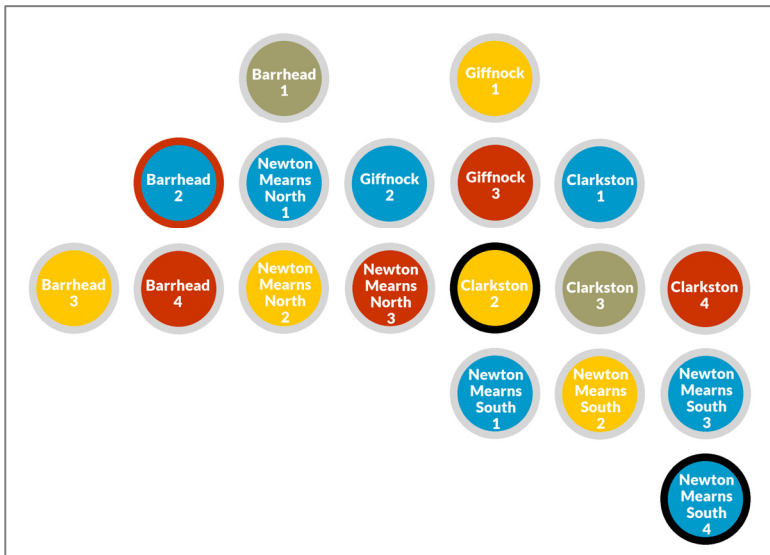 Barrhead
1
Giffnock
1
Barrhead
2
Newton
Mearns
North
1
Giffnock
2
Giffnock
3
Clarkston
1
Barrhead
3
Barrhead
4
Newton
Mearns
North
2
Newton
Mearns
North
3
Clarkston
2
Clarkston
3
Clarkston
4
Newton
Mearns
South
1
Newton
Mearns
South
2
Newton
Mearns
South
3
Newton
Mearns
South
4